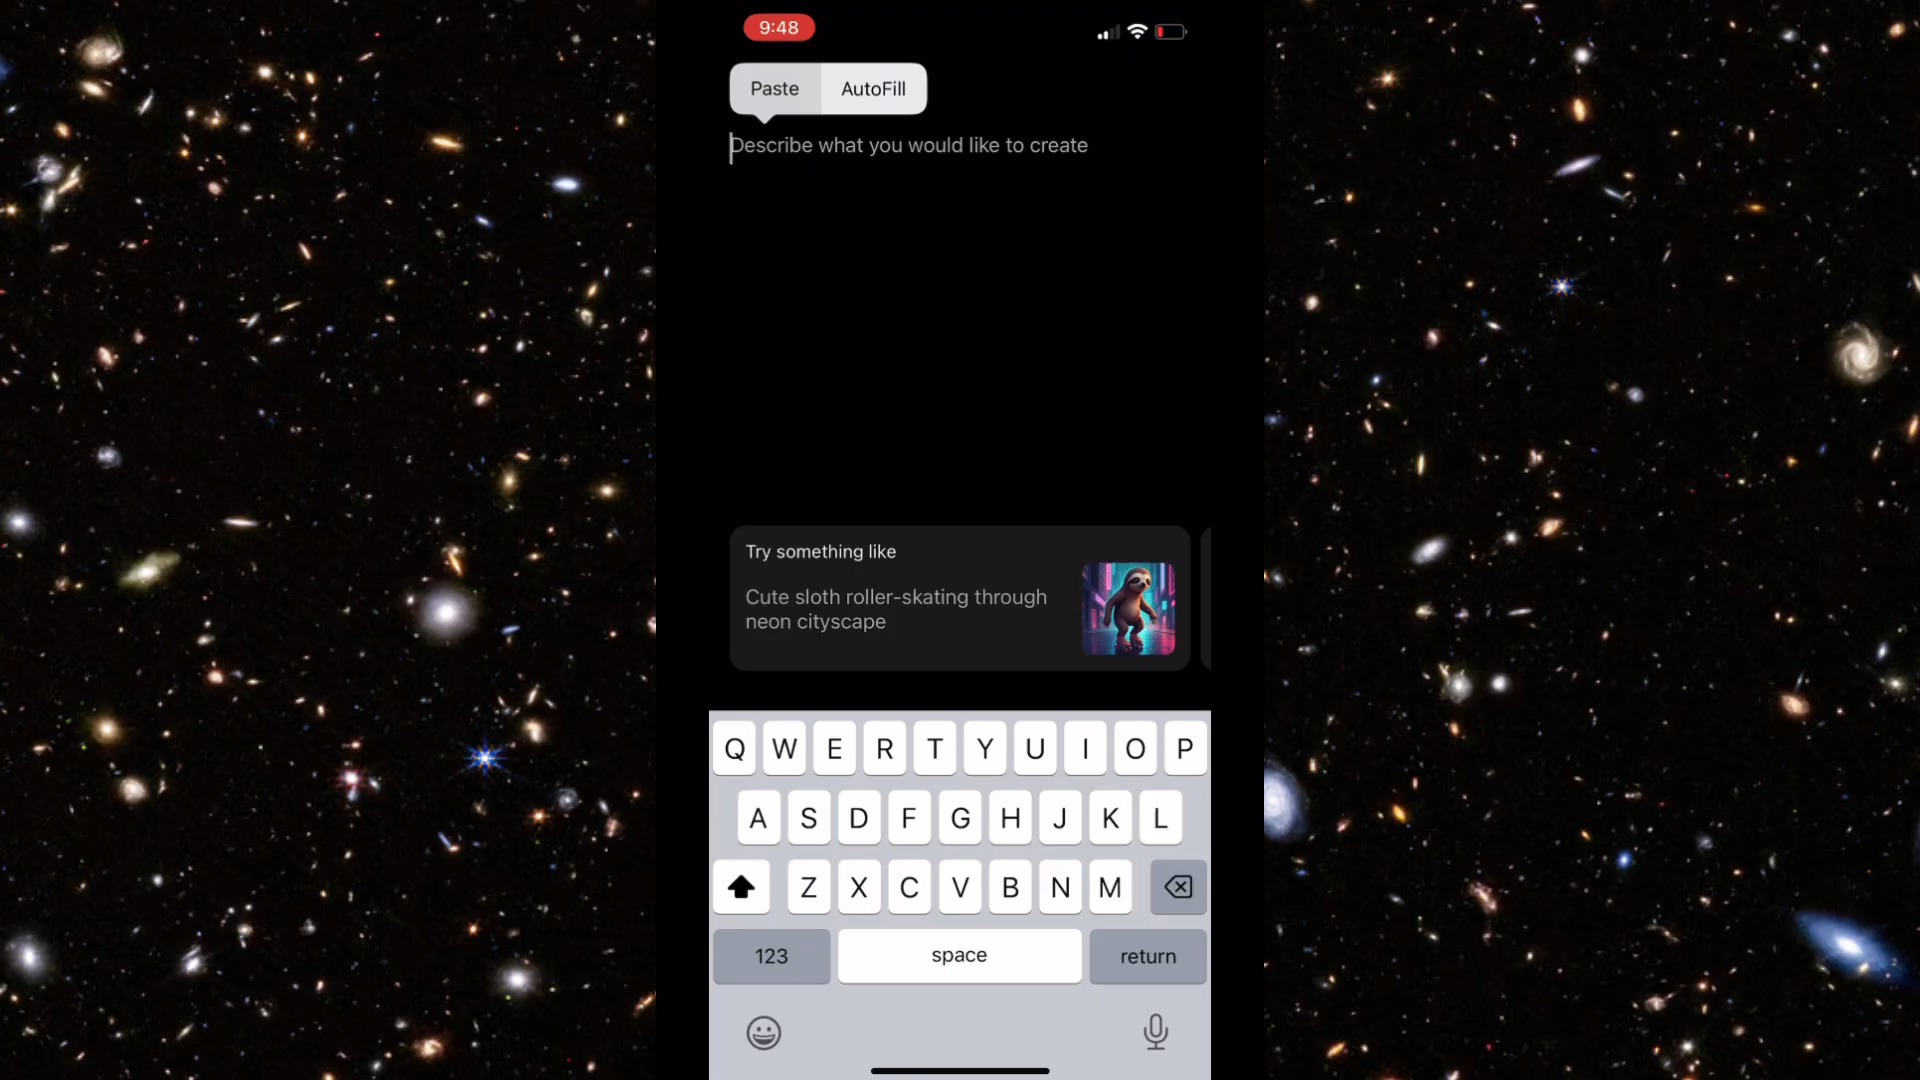 9:48
Paste AutoFill
Describe what you would like to create
Try something like
Cute sloth roller-skating through
neon cityscape
Q W E R T Y U I O P
A S D F G H J K L
Z X C V B N M
123 space return